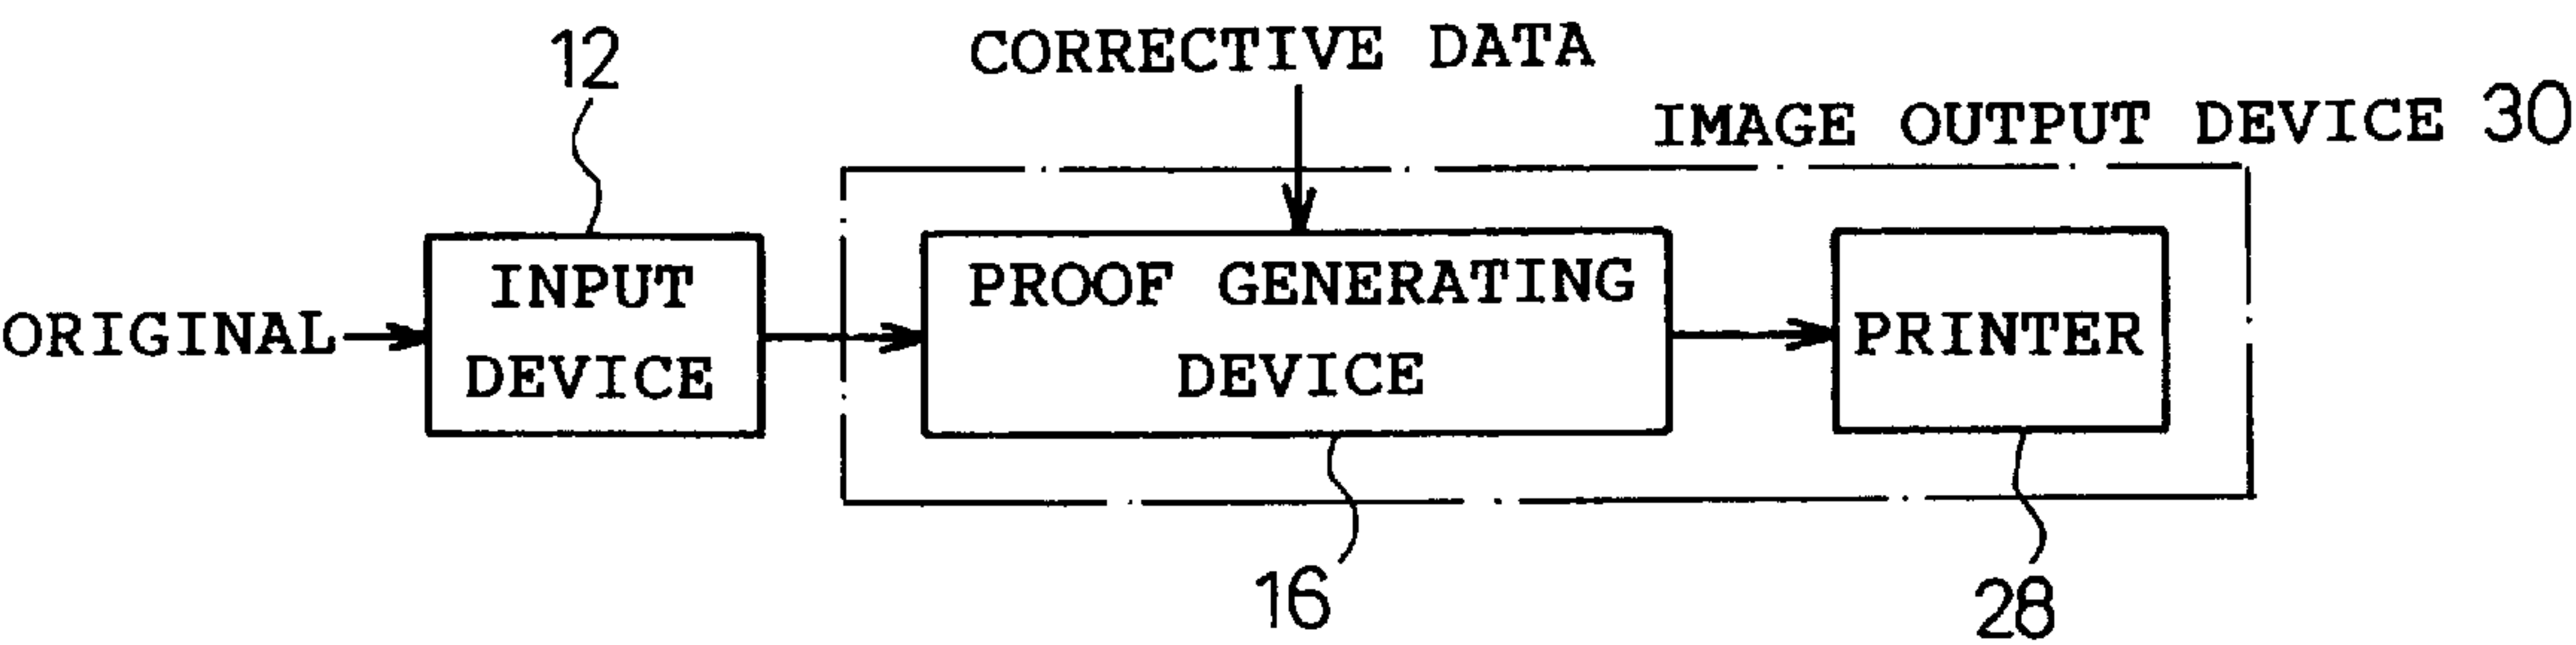 12
CORRECTIVE DATA
IMAGE OUTPUT DEVICE 30
ORIGINAL
INPUT
DEVICE
PROOF GENERATING
DEVICE
PRINTER
16
28